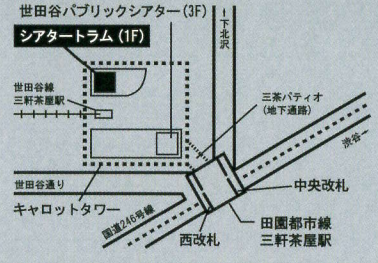 世田谷パブリックシアター(3F)
シアタートラム(1F)
下北沢
世田谷線
三軒茶屋駅
三茶パティオ
(地下通路)
渋谷
世田谷通り
中央改札
キャロットタワー
国道246号線
西改札
田園都市線
三軒茶屋駅